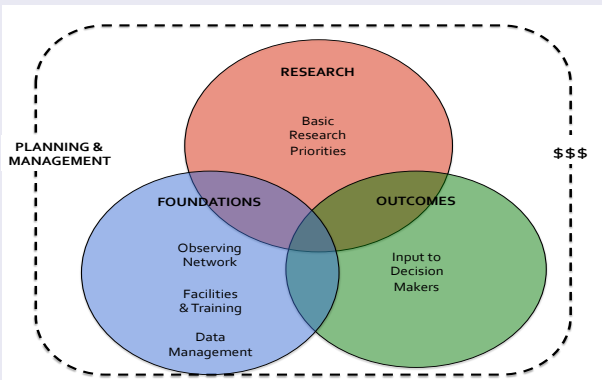 RESEARCH
Basic
Research
Priorities
PLANNING &
MANAGEMENT
$$$
FOUNDATIONS
Observing
Network
Facilities
& Training
Data
Management
OUTCOMES
Input to
Decision
Makers